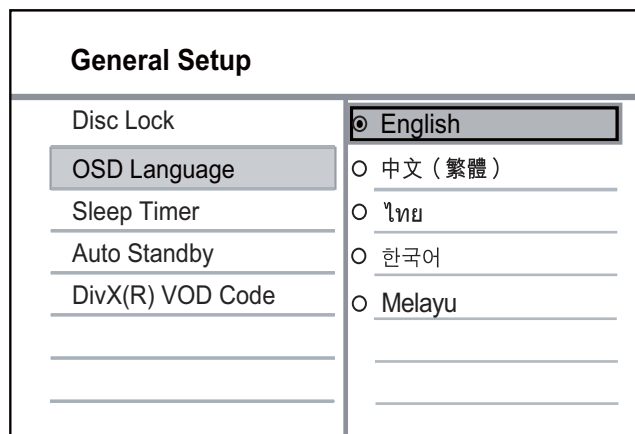 General Setup
Disc Lock
OSD Language
Sleep Timer
Auto Standby
DivX(R) VOD Code
English
中文（繁體）
ไทย
한국어
Melayu